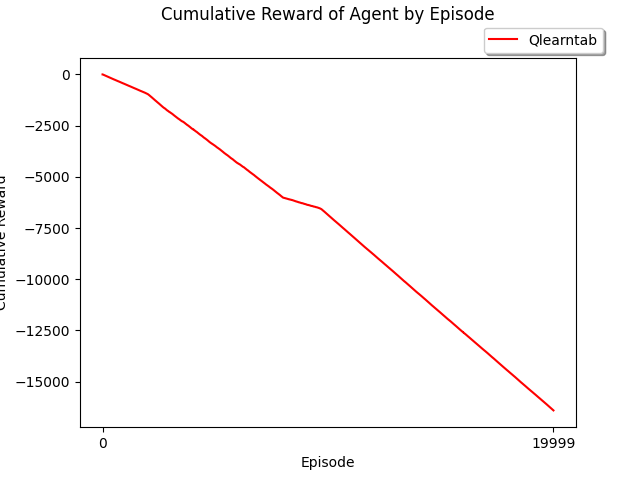 Cumulative Reward of Agent by Episode
Qlearntab
0
−2500
−5000
−7500
−10000
−12500
−15000
Cumulative Reward
0
19999
Episode